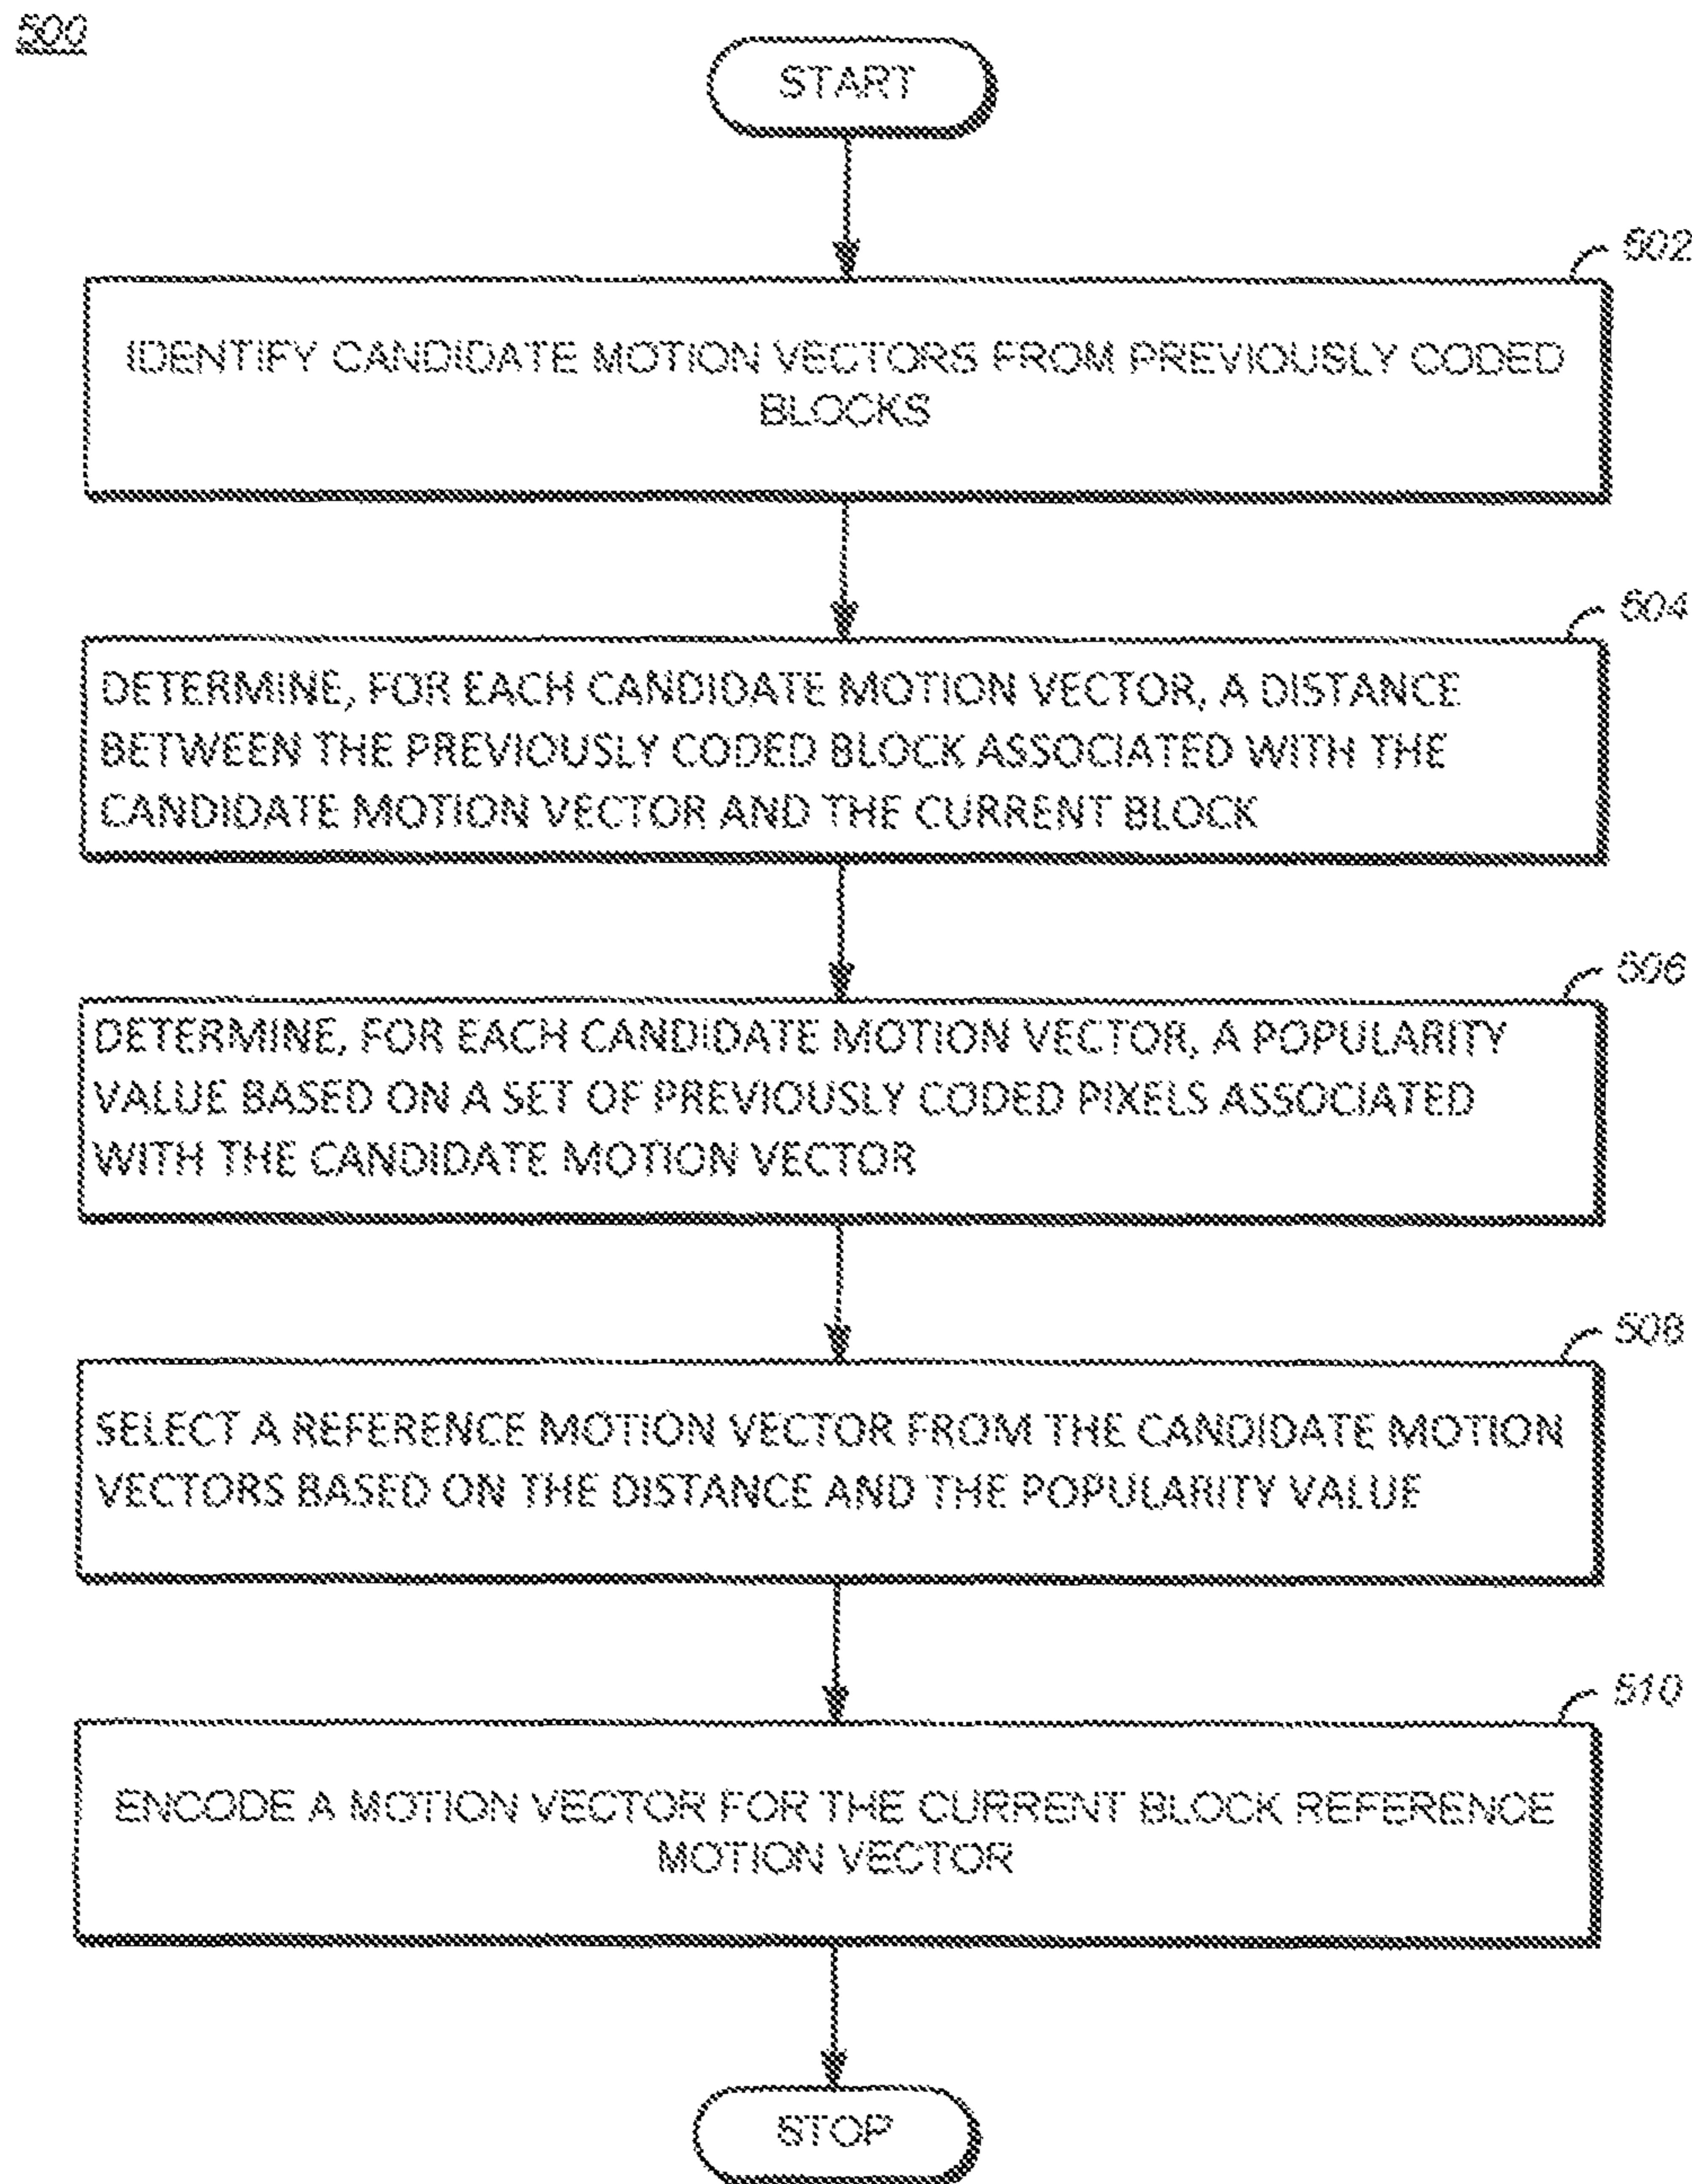 500
START
502
IDENTIFY CANDIDATE MOTION VECTORS FROM PREVIOUSLY CODED
BLOCKS
504
DETERMINE, FOR EACH CANDIDATE MOTION VECTOR, A DISTANCE
BETWEEN THE PREVIOUSLY CODED BLOCK ASSOCIATED WITH THE
CANDIDATE MOTION VECTOR AND THE CURRENT BLOCK
506
DETERMINE, FOR EACH CANDIDATE MOTION VECTOR, A POPULARITY
VALUE BASED ON A SET OF PREVIOUSLY CODED PIXELS ASSOCIATED
WITH THE CANDIDATE MOTION VECTOR
508
SELECT A REFERENCE MOTION VECTOR FROM THE CANDIDATE MOTION
VECTORS BASED ON THE DISTANCE AND THE POPULARITY VALUE
510
ENCODE A MOTION VECTOR FOR THE CURRENT BLOCK REFERENCE
MOTION VECTOR
STOP